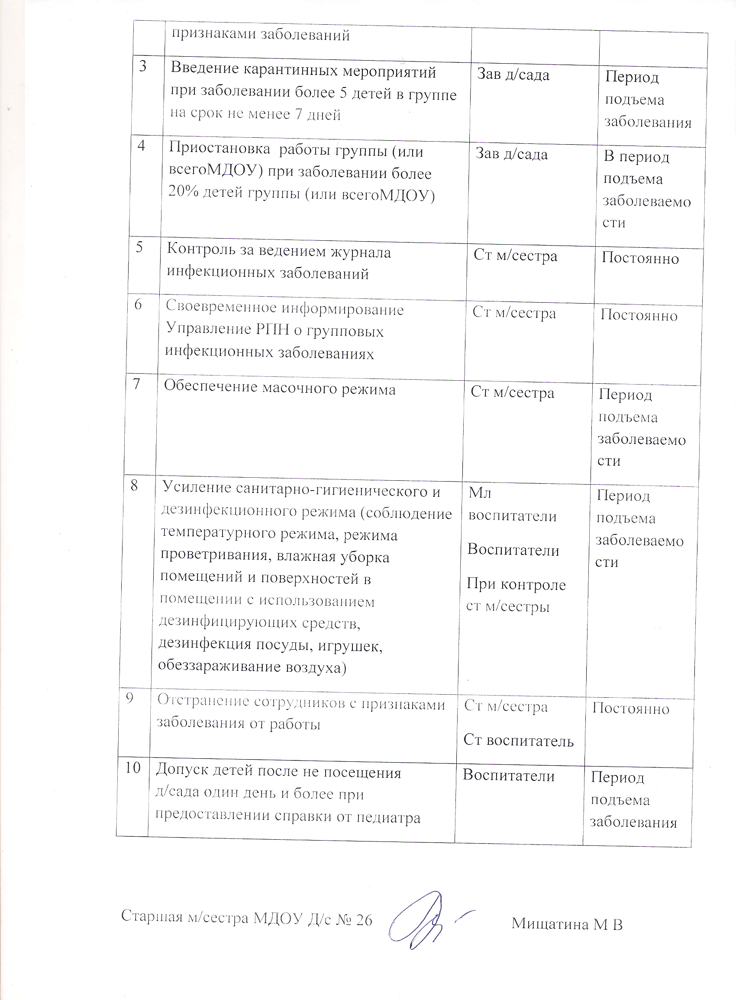 признаками заболеваний
3
Введение карантинных мероприятий
при заболевании более 5 детей в группе
на срок не менее 7 дней
Зав д/сада
Период
подъема
заболевания
4
Приостановка работы группы (или
всегоМДОУ) при заболевании более
20% детей группы (или всегоМДОУ)
Зав д/сада
В период
подъема
заболеваемо
сти
5
Контроль за ведением журнала
инфекционных заболеваний
Ст м/сестра
Постоянно
6
Своевременное информирование
Управление РПН о групповых
инфекционных заболеваниях
Ст м/сестра
Постоянно
7
Обеспечение масочного режима
Ст м/сестра
Период
подъема
заболеваемо
сти
8
Усиление санитарно-гигиенического и
дезинфекционного режима (соблюдение
температурного режима, режима
проветривания, влажная уборка
помещений и поверхностей в
помещении с использованием
дезинфицирующих средств,
дезинфекция посуды, игрушек,
обеззараживание воздуха)
Мл
воспитатели
Воспитатели
При контроле
ст м/сестры
Период
подъема
заболеваемо
сти
9
Отстранение сотрудников с признаками
заболевания от работы
Ст м/сестра
Ст воспитатель
Постоянно
10
Допуск детей после не посещения
д/сада один день и более при
предоставлении справки от педиатра
Воспитатели
Период
подъема
заболевания
Старшая м/сестра МДОУ Д/с № 26
Мищатина М В